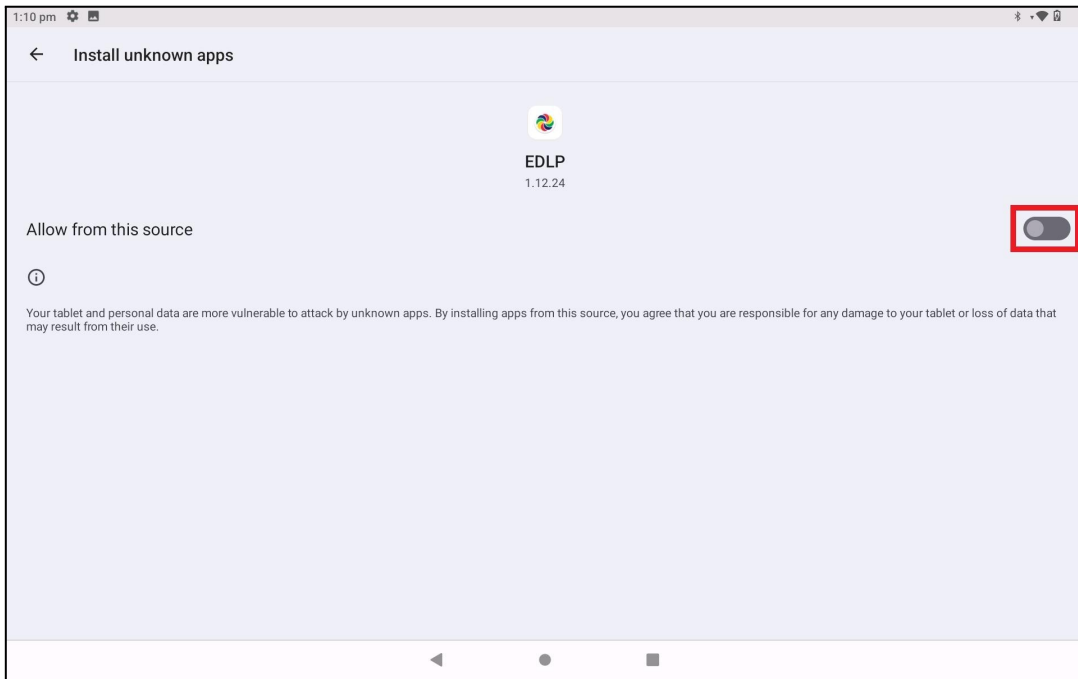 1:10 pm
Install unknown apps
EDLP
1.12.24
Allow from this source
Your tablet and personal data are more vulnerable to attack by unknown apps. By installing apps from this source, you agree that you are responsible for any damage to your tablet or loss of data that
may result from their use.